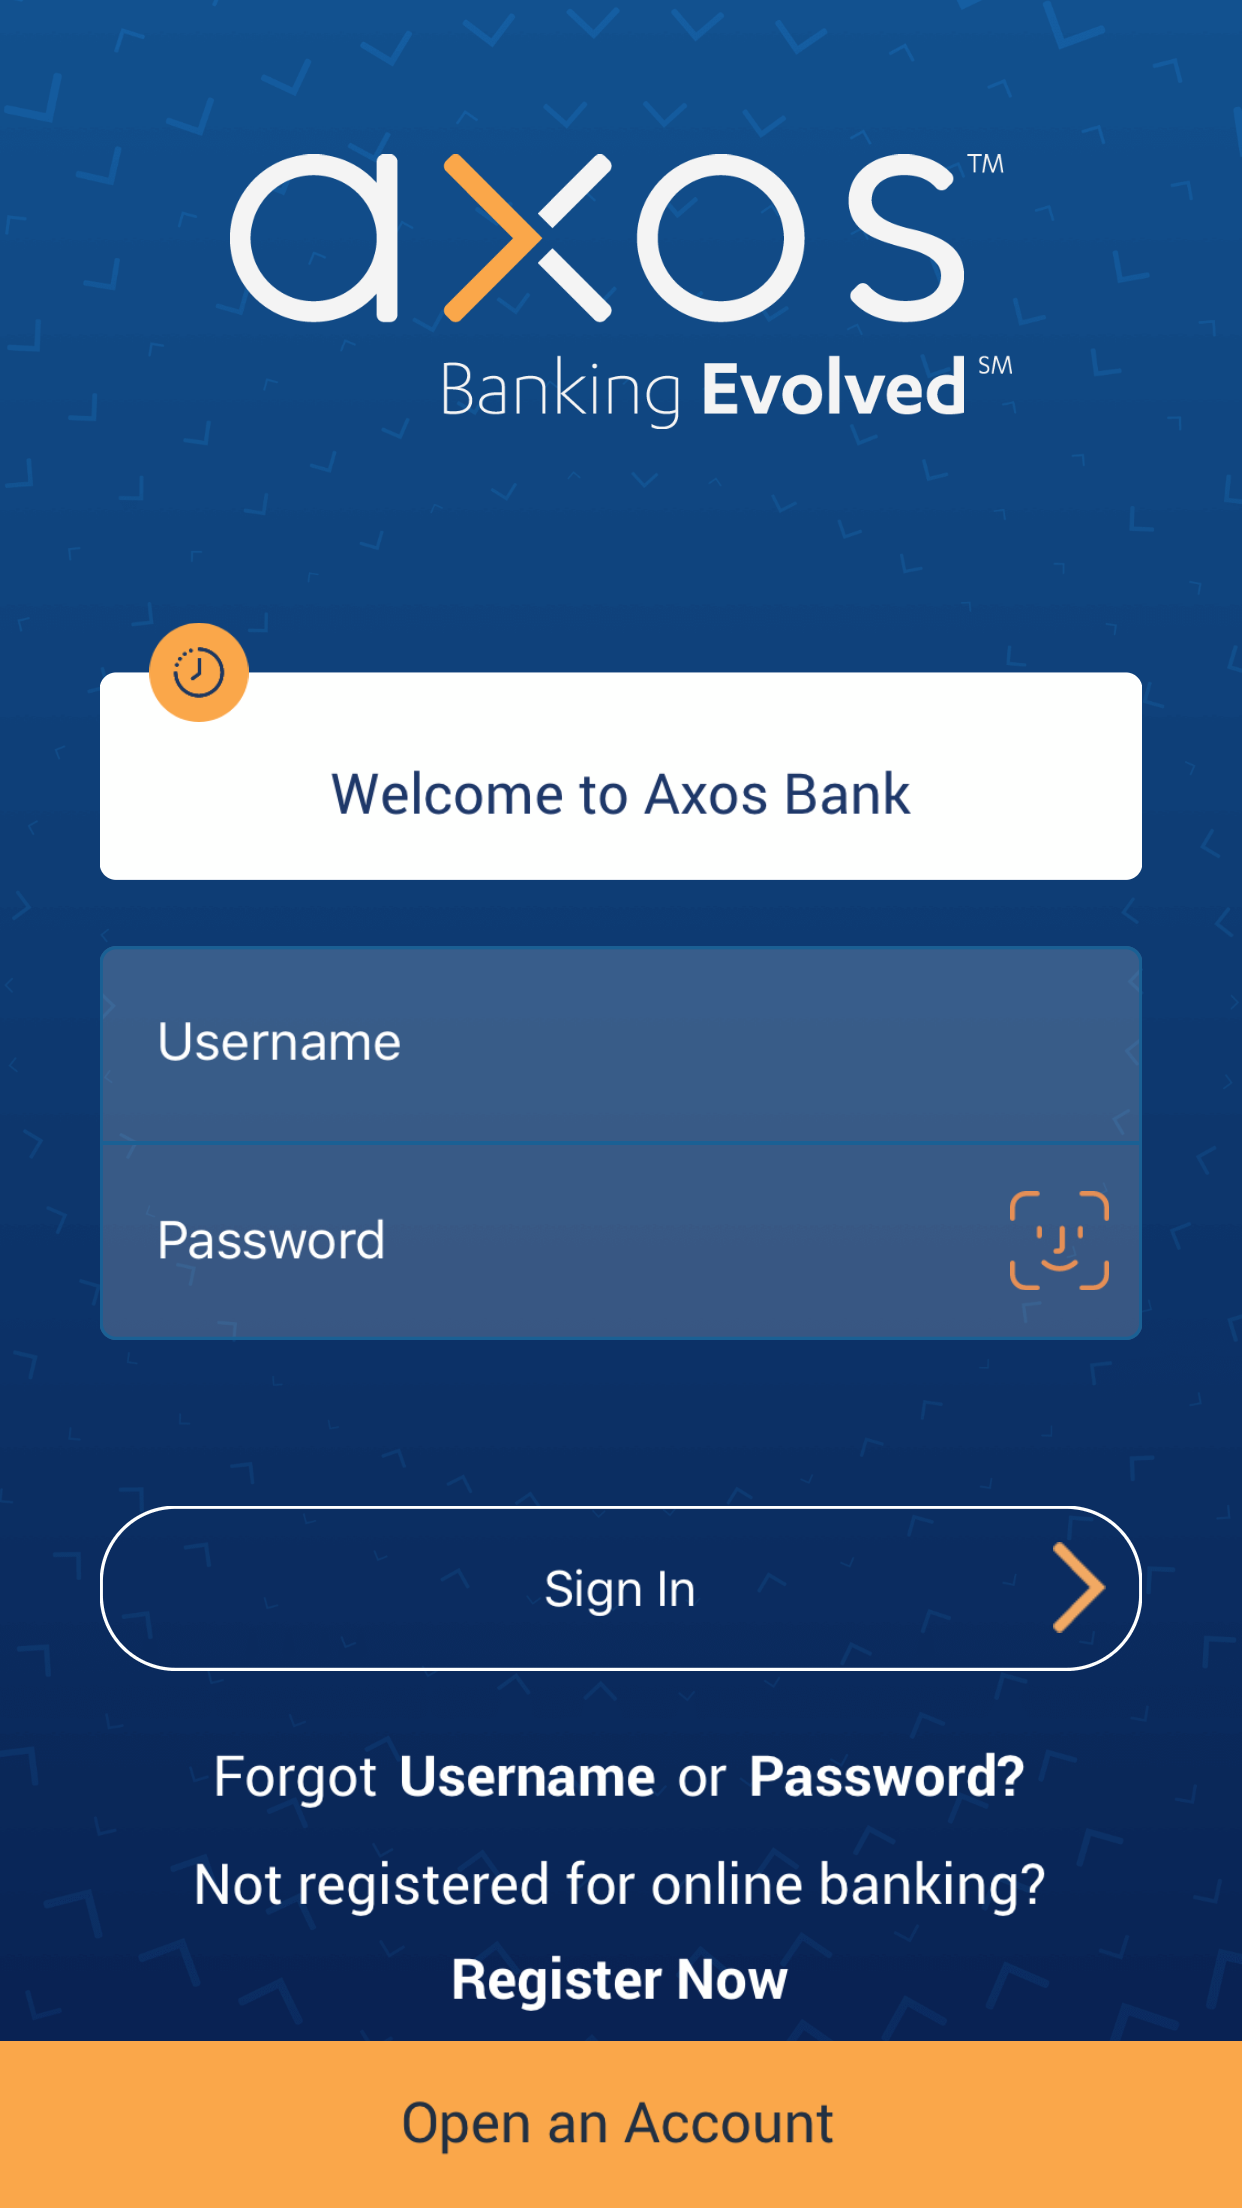 axos™
Banking Evolved℠
Welcome to Axos Bank
Username
Password
Sign In
Forgot Username or Password?
Not registered for online banking?
Register Now
Open an Account